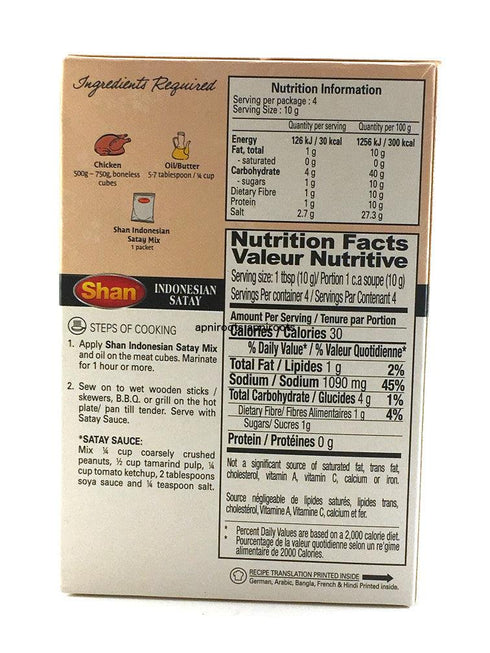 Ingredients Required
Chicken
500g – 750g, boneless
cubes
Oil/Butter
5-7 tablespoon / ¼ cup
Shan Indonesian
Satay Mix
1 packet
Shan
INDONESIAN
SATAY
STEPS OF COOKING
1. Apply Shan Indonesian Satay Mix
and oil on the meat cubes. Marinate
for 1 hour or more.
2. Sew on to wet wooden sticks /
skewers, B.B.Q. or grill on the hot
plate/ pan till tender. Serve with
Satay Sauce.
*SATAY SAUCE:
Mix ¼ cup coarsely crushed
peanuts, ½ cup tamarind pulp, ¼
cup tomato ketchup, 2 tablespoons
soya sauce and ¼ teaspoon salt.
Nutrition Information
Serving per package : 4
Serving Size : 10 g
Quantity per serving Quantity per 100 g
Energy 126 kJ / 30 kcal 1256 kJ / 300 kcal
Fat, total 1 g 10 g
- saturated 0 g 0 g
Carbohydrate 4 g 40 g
- sugars 1 g 10 g
Dietary Fibre 1 g 10 g
Protein 1 g 10 g
Salt 2.7 g 27.3 g
Nutrition Facts
Valeur Nutritive
Serving size: 1 ttbsp (10 g)/ Portion 1 c.a soupe (10 g)
Servings Per container 4 / Servings Par Contenant 4
Amount Per Serving / Tenure par Portion
Calories / Calories 30
% Daily Value* / % Valeur Quotidienne*
Total Fat / Lipides 1 g 2%
Sodium / Sodium 1090 mg 45%
Total Carbohydrate / Glucides 4 g 1%
Dietary Fibre/ Fibres Alimentaires 1 g 4%
Sugars/ Sucres 1g
Protein / Protéines 0 g
Not a significant source of saturated fat, trans fat,
cholesterol, vitamin A, vitamin C, calcium or iron.
Source négligeable de lipides saturés, lipides trans,
cholestérol, Vitamine A, Vitamine C, calcium et fer.
* Percent Daily Values are based on a 2,000 calorie diet.
* Pourcentage de la valeur quotidienne selon un re'gime
alimentaire de 2000 Calories.
RECIPE TRANSLATION PRINTED INSIDE
German, Arabic, Bangla, French & Hindi Printed inside.